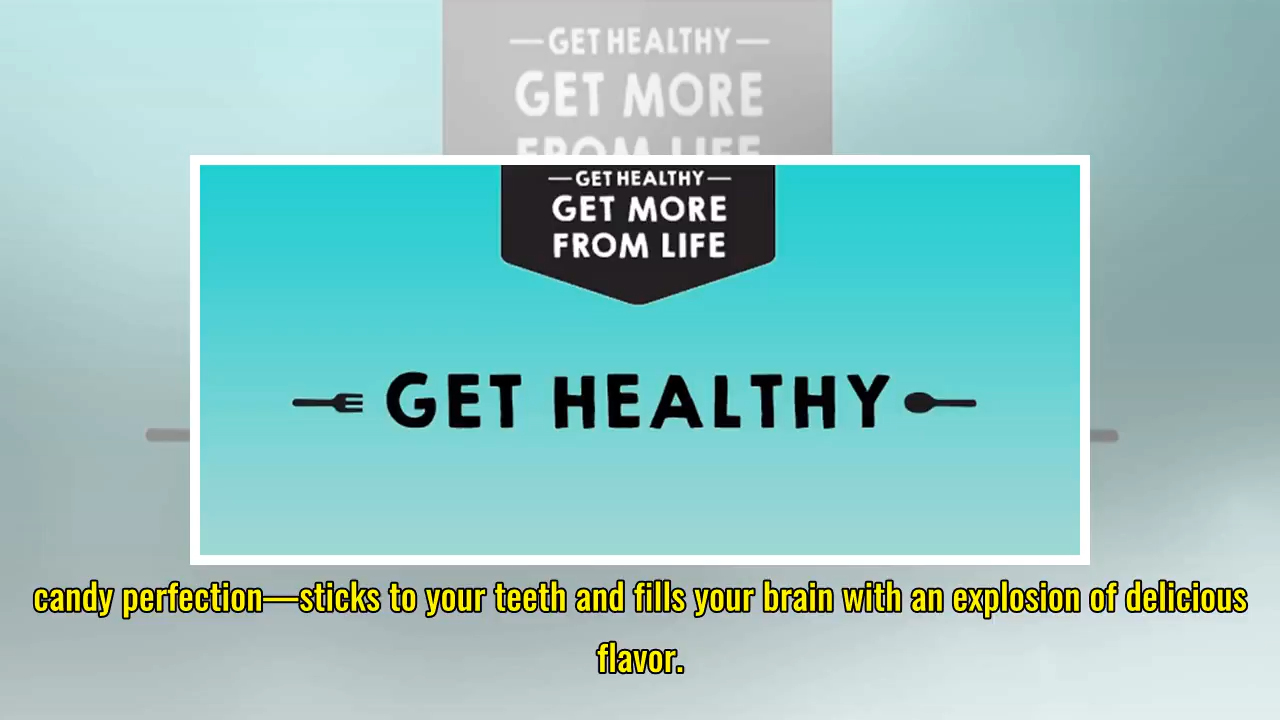 —GET HEALTHY—
GET MORE
FROM LIFE
—GET HEALTHY—
GET MORE
FROM LIFE
GET HEALTHY
candy perfection—sticks to your teeth and fills your brain with an explosion of delicious
flavor.